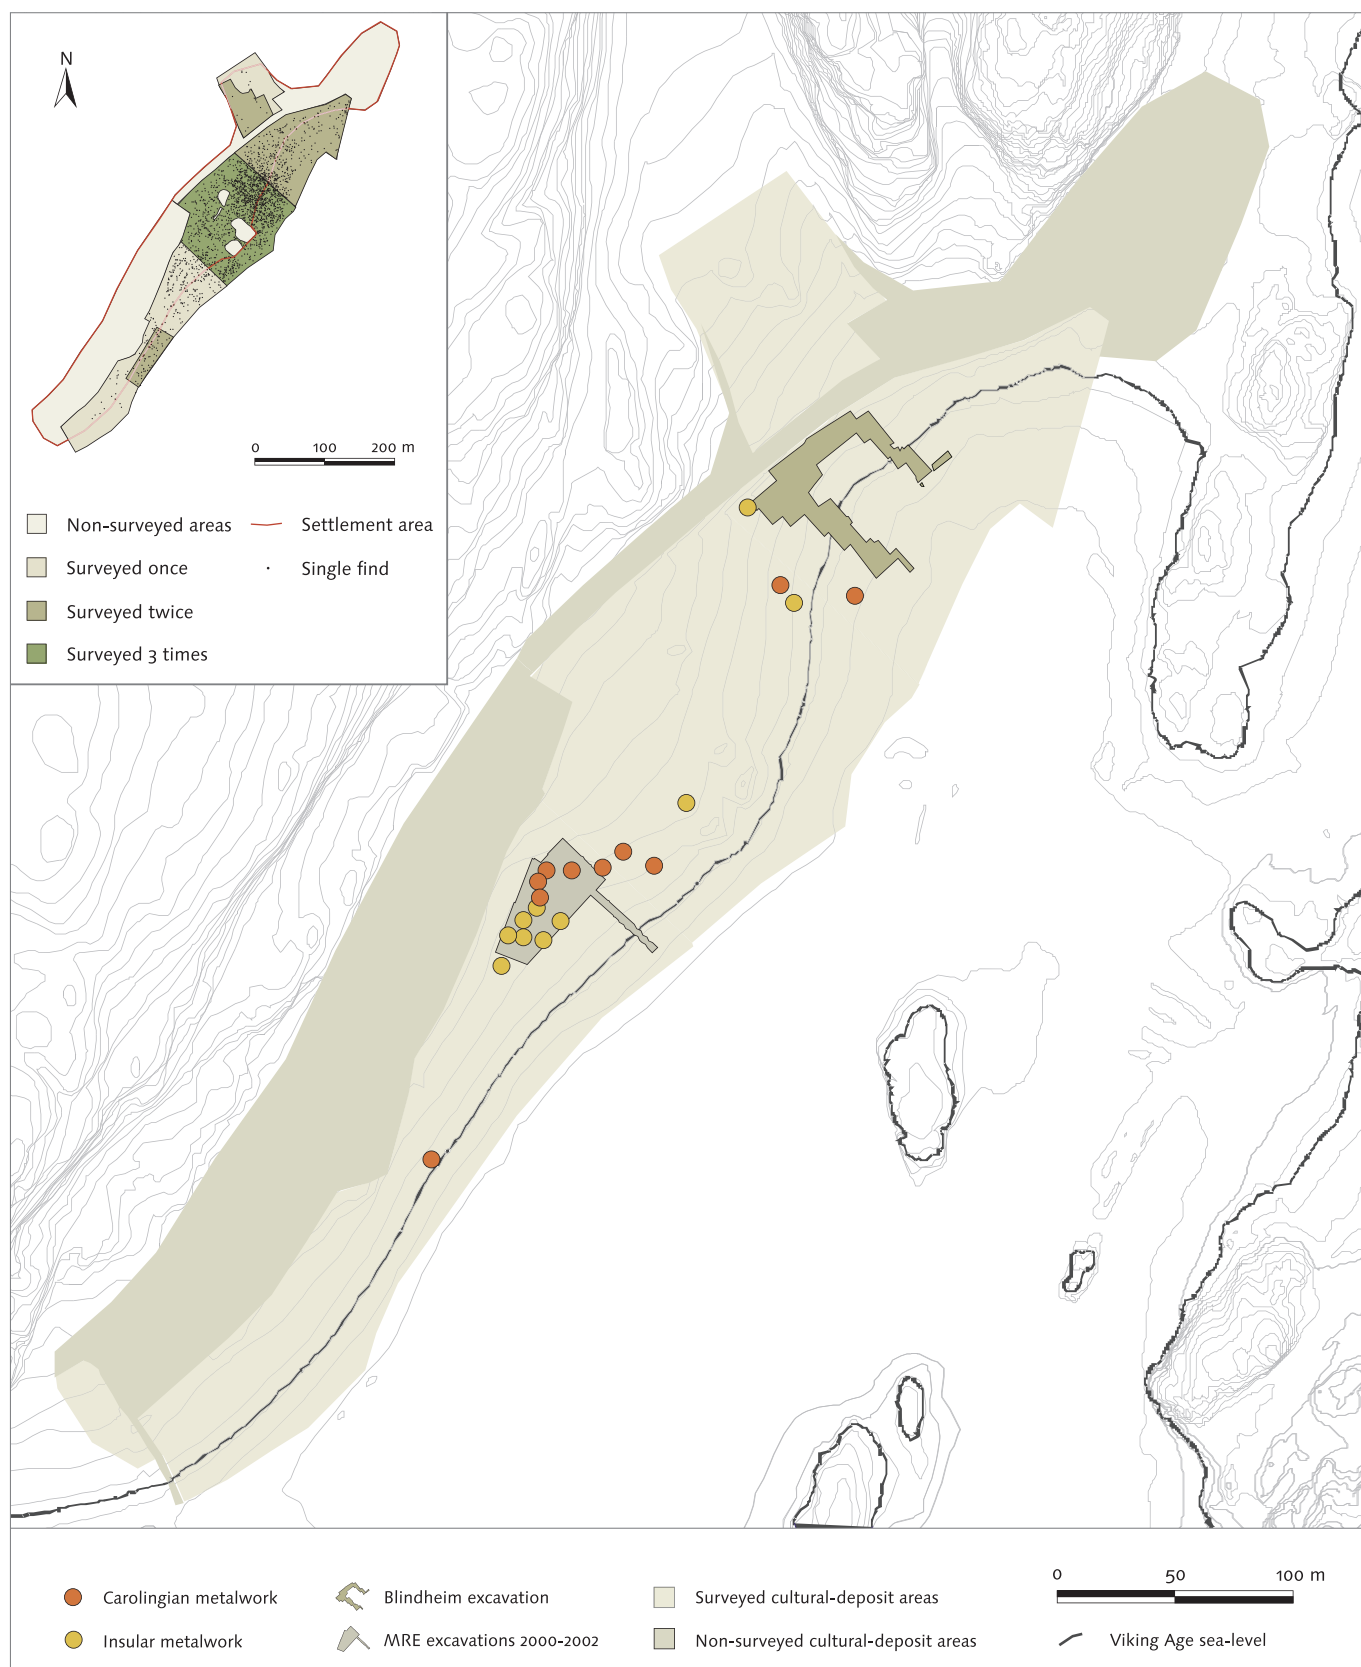 N
0 100 200 m
Non-surveyed areas
Settlement area
Surveyed once
Single find
Surveyed twice
Surveyed 3 times
Carolingian metalwork
Blindheim excavation
Surveyed cultural-deposit areas
0 50 100 m
Insular metalwork
MRE excavations 2000-2002
Non-surveyed cultural-deposit areas
Viking Age sea-level